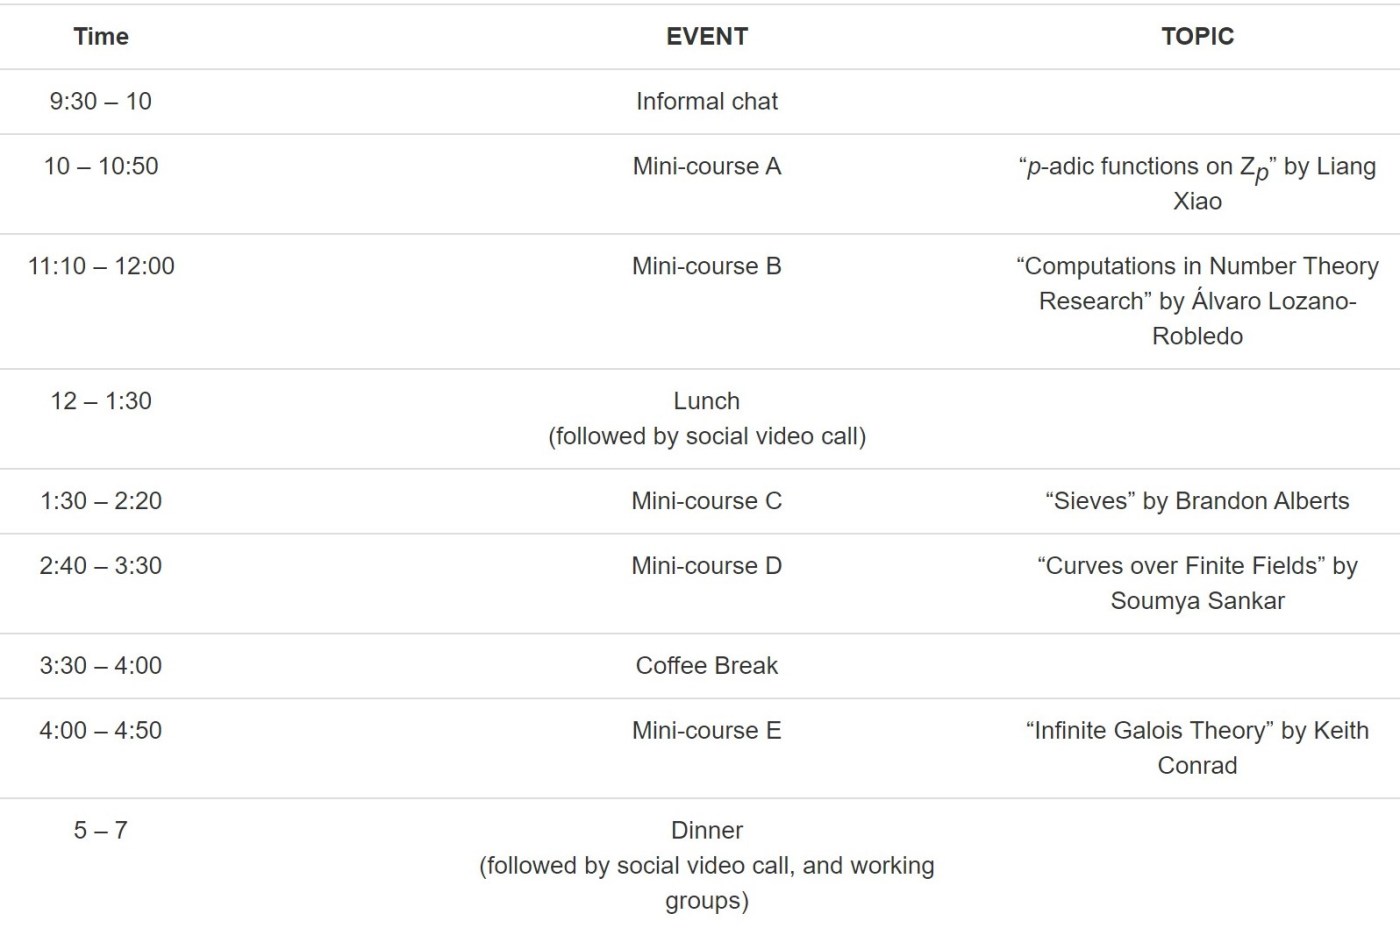 Time EVENT TOPIC
9:30 – 10 Informal chat
10 – 10:50 Mini-course A “p-adic functions on Zp” by Liang
Xiao
11:10 – 12:00 Mini-course B “Computations in Number Theory
Research” by Álvaro Lozano-
Robledo
12 – 1:30 Lunch
(followed by social video call)
1:30 – 2:20 Mini-course C “Sieves” by Brandon Alberts
2:40 – 3:30 Mini-course D “Curves over Finite Fields” by
Soumya Sankar
3:30 – 4:00 Coffee Break
4:00 – 4:50 Mini-course E “Infinite Galois Theory” by Keith
Conrad
5 – 7 Dinner
(followed by social video call, and working
groups)